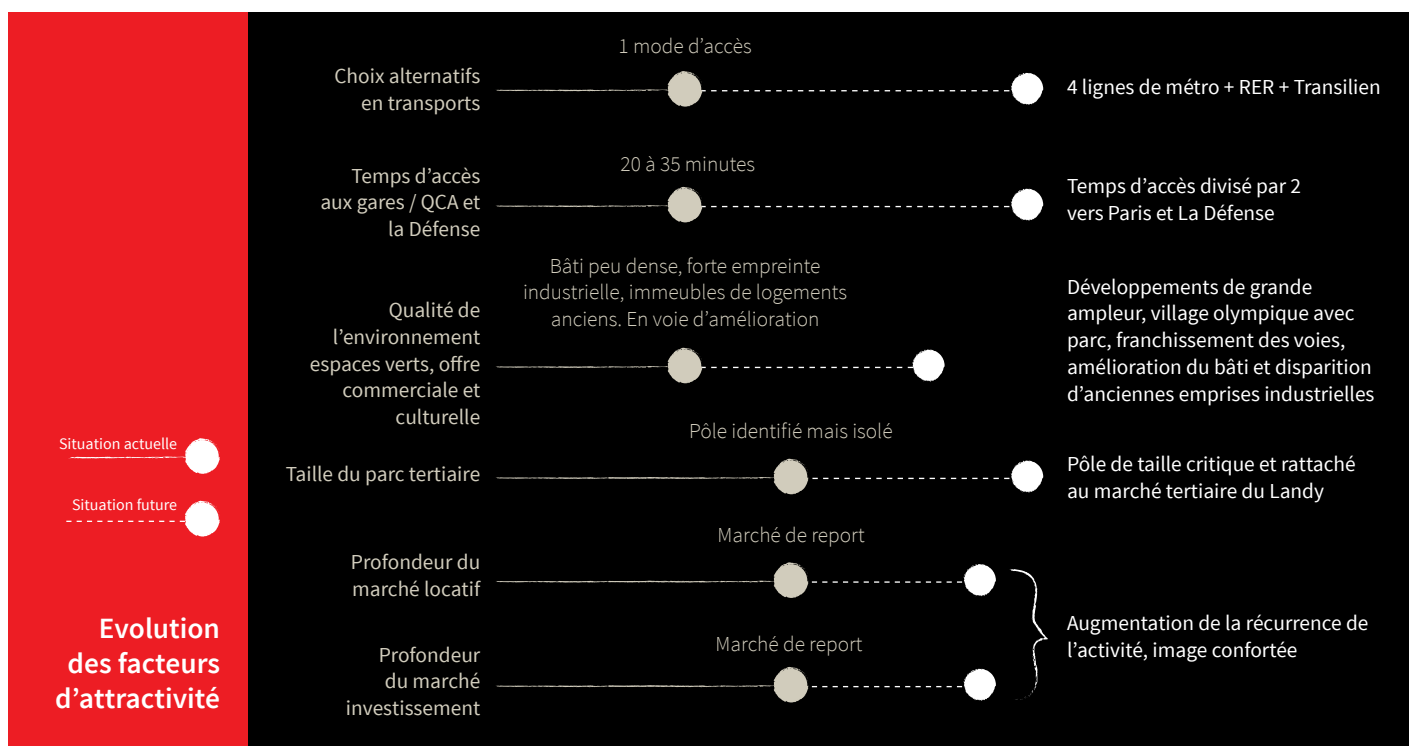 Situation actuelle
Situation future
Evolution
des facteurs
d’attractivité
Choix alternatifs
en transports
1 mode d’accès
4 lignes de métro + RER + Transilien
Temps d’accès
aux gares / QCA et
la Défense
20 à 35 minutes
Temps d’accès divisé par 2
vers Paris et La Défense
Qualité de
l’environnement
espaces verts, offre
commerciale et
culturelle
Bâti peu dense, forte empreinte
industrielle, immeubles de logements
anciens. En voie d’amélioration
Développements de grande
ampleur, village olympique avec
parc, franchissement des voies,
amélioration du bâti et disparition
d’anciennes emprises industrielles
Taille du parc tertiaire
Pôle identifié mais isolé
Pôle de taille critique et rattaché
au marché tertiaire du Landy
Profondeur du
marché locatif
Marché de report
Profondeur
du marché
investissement
Marché de report
Augmentation de la récurrence de
l’activité, image confortée